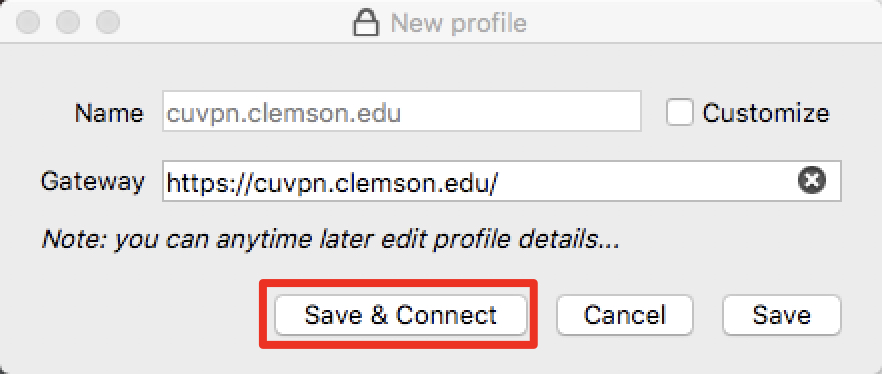 New profile
Name cuvpn.clemson.edu Customize
Gateway https://cuvpn.clemson.edu/
Note: you can anytime later edit profile details...
Save & Connect Cancel Save